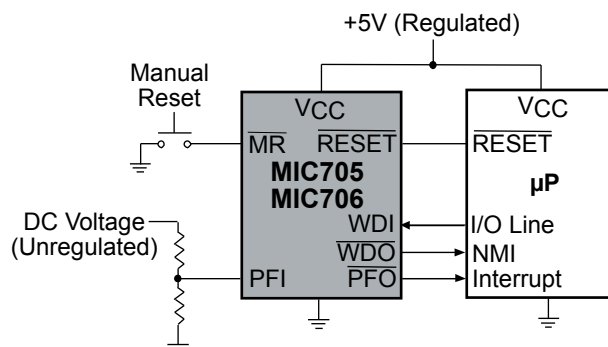 +5V (Regulated)
Manual
Reset
VCC
VCC
MR
RESET
RESET
MIC705
MIC706
µP
DC Voltage
(Unregulated)
WDI
I/O Line
WDO
NMI
PFI
PFO
Interrupt